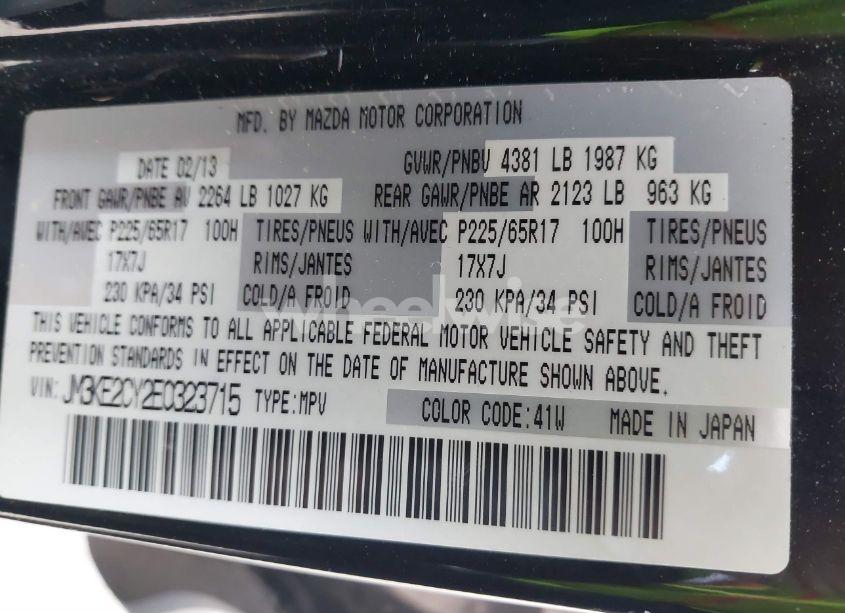 MFD. BY MAZDA MOTOR CORPORATION
DATE 02/13 GVWR/PNBV 4381 LB 1987 KG
FRONT GAWR/PNBE AV 2264 LB 1027 KG REAR GAWR/PNBE AR 2123 LB 963 KG
WITH/AVEC P225/65R17 100H TIRES/PNEUS WITH/AVEC P225/65R17 100H TIRES/PNEUS
17X7J RIMS/JANTES 17X7J RIMS/JANTES
230 KPA/34 PSI COLD/A FROID 230 KPA/34 PSI COLD/A FROID
wheelwise
THIS VEHICLE CONFORMS TO ALL APPLICABLE FEDERAL MOTOR VEHICLE SAFETY AND THEFT
PREVENTION STANDARDS IN EFFECT ON THE DATE OF MANUFACTURE SHOWN ABOVE.
VIN: JM3KE2CY2E0323715 TYPE:MPV COLOR CODE:41W MADE IN JAPAN